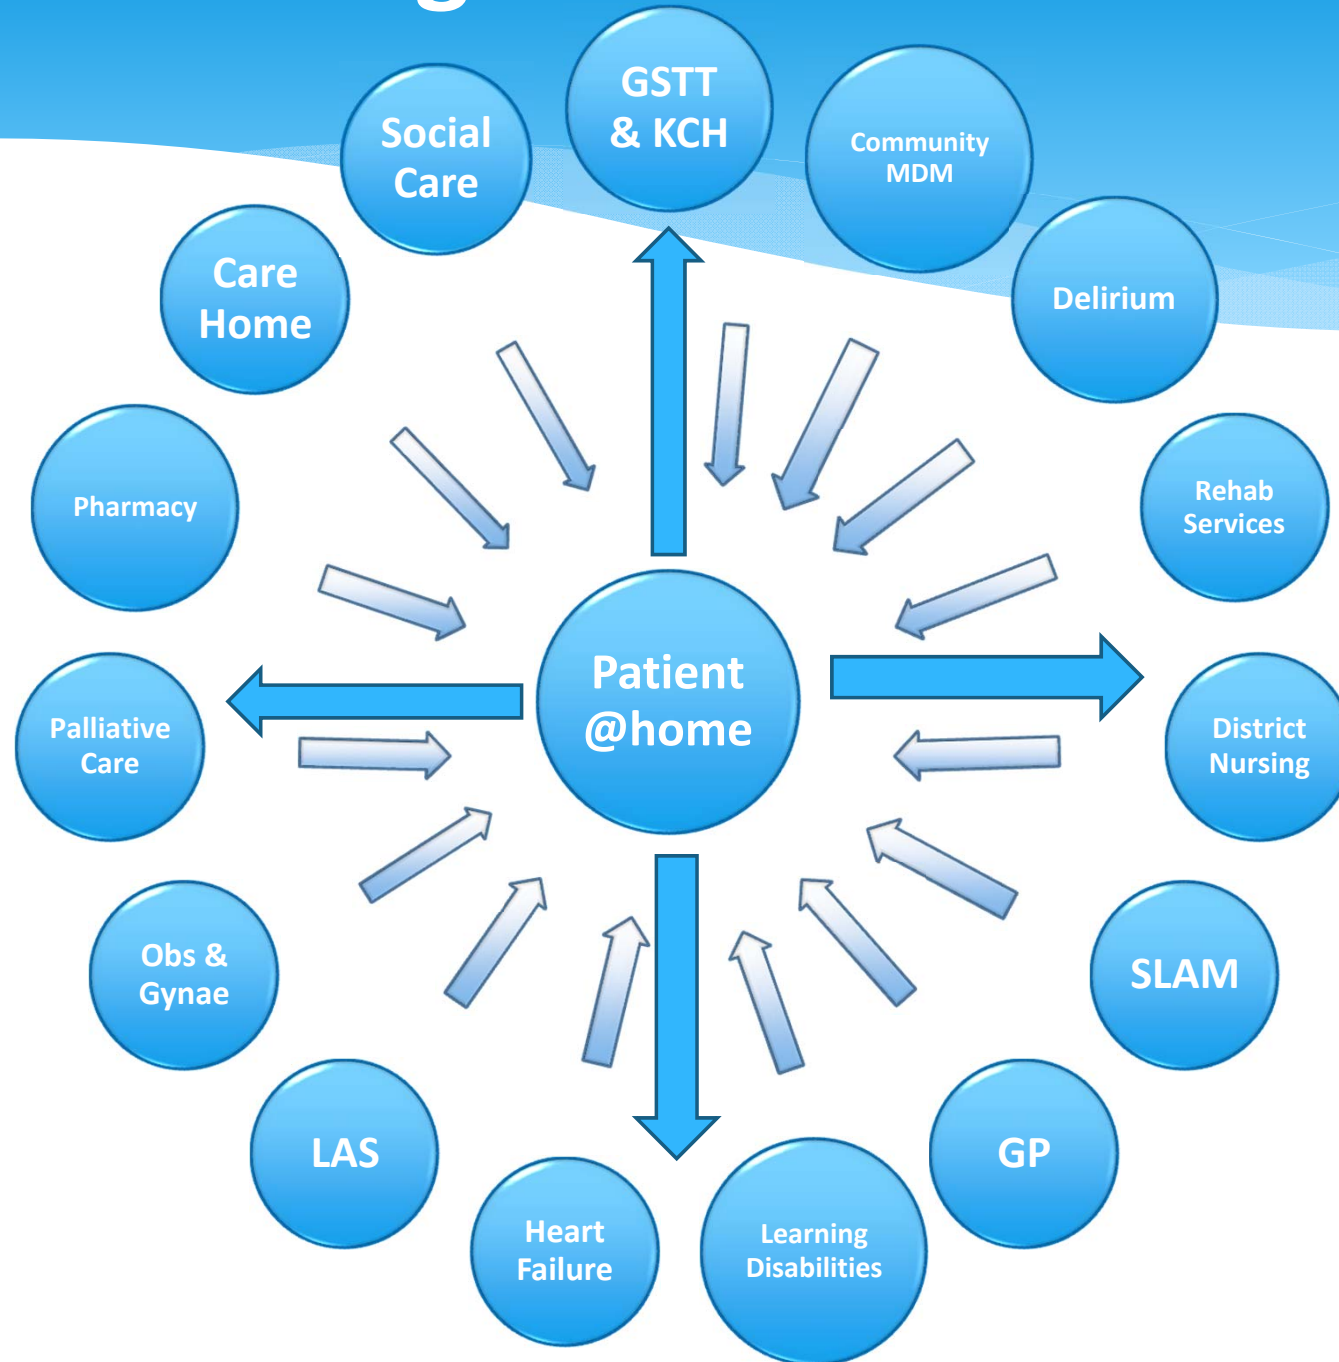 GSTT
& KCH
Community
MDM
Delirium
Rehab
Services
District
Nursing
SLAM
GP
Learning
Disabilities
Heart
Failure
LAS
Obs &
Gynae
Palliative
Care
Pharmacy
Care
Home
Social
Care
Patient
@home